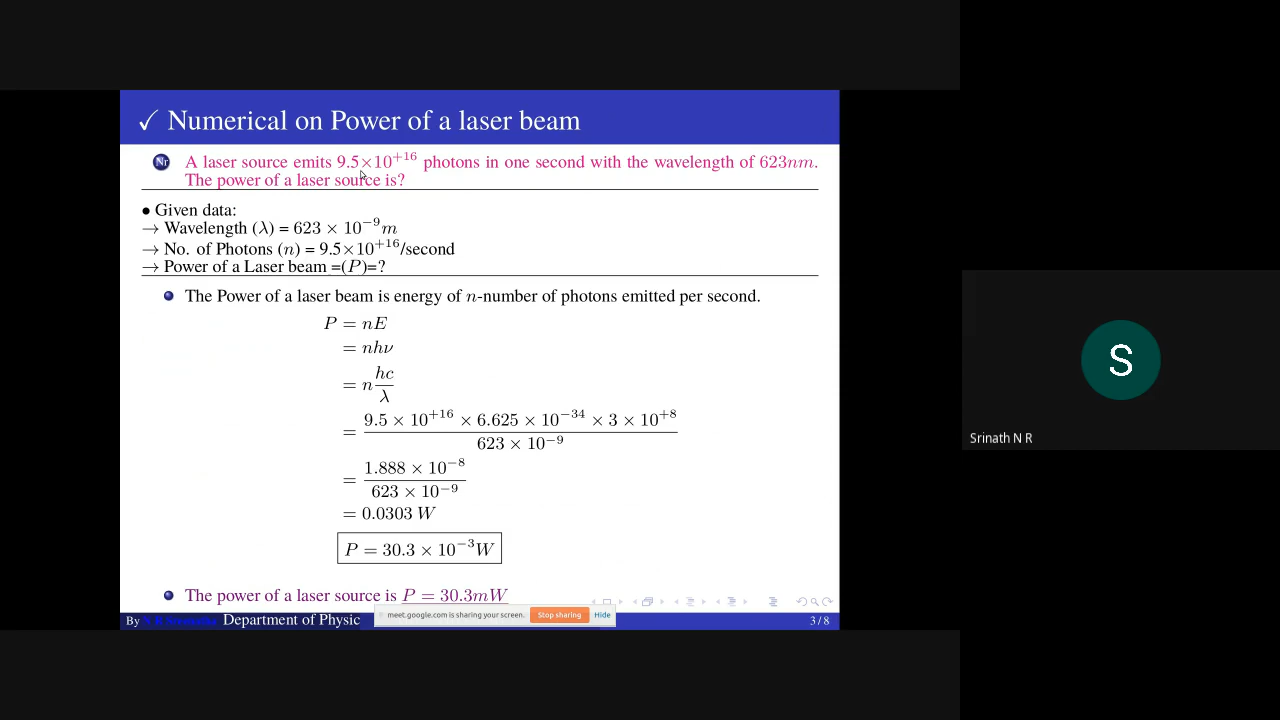 ✓ Numerical on Power of a laser beam
Nr A laser source emits 9.5×10^{+16} photons in one second with the wavelength of 623nm.
The power of a laser source is?
• Given data:
→ Wavelength (λ) = 623 × 10^{−9}m
→ No. of Photons (n) = 9.5×10^{+16}/second
→ Power of a Laser beam =(P)=?
The Power of a laser beam is energy of n-number of photons emitted per second.
P = nE
= nhν
= n hc/λ
= (9.5 × 10^{+16} × 6.625 × 10^{−34} × 3 × 10^{+8})/(623 × 10^{−9})
= (1.888 × 10^{−8})/(623 × 10^{−9})
= 0.0303 W
P = 30.3 × 10^{−3}W
The power of a laser source is P = 30.3mW
meet.google.com is sharing your screen. Stop sharing Hide
By N R Department of Physic 3 / 8
S
Srinath N R